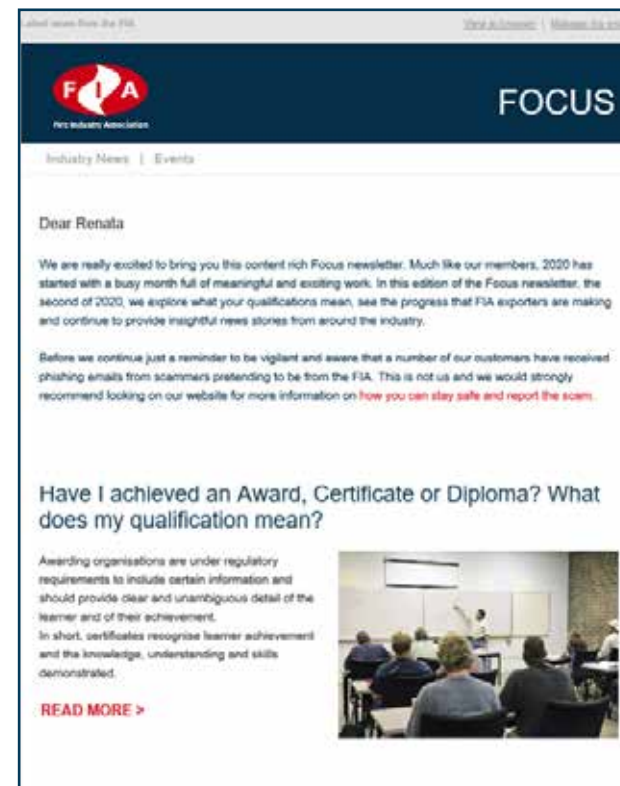 Latest news from the FIA
View in browser |
FIA
Fire Industry Association
FOCUS
Industry News | Events
Dear Renata
We are really excited to bring you this content rich Focus newsletter. Much like our members, 2020 has
started with a busy month full of meaningful and exciting work. In this edition of the Focus newsletter, the
second of 2020, we explore what your qualifications mean, see the progress that FIA exporters are making
and continue to provide insightful news stories from around the industry.
Before we continue just a reminder to be vigilant and aware that a number of our customers have received
phishing emails from scammers pretending to be from the FIA. This is not us and we would strongly
recommend looking on our website for more information on how you can stay safe and report the scam.
Have I achieved an Award, Certificate or Diploma? What
does my qualification mean?
Awarding organisations are under regulatory
requirements to include certain information and
should provide clear and unambiguous detail of the
learner and of their achievement.
In short, certificates recognise learner achievement
and the knowledge, understanding and skills
demonstrated.
READ MORE >